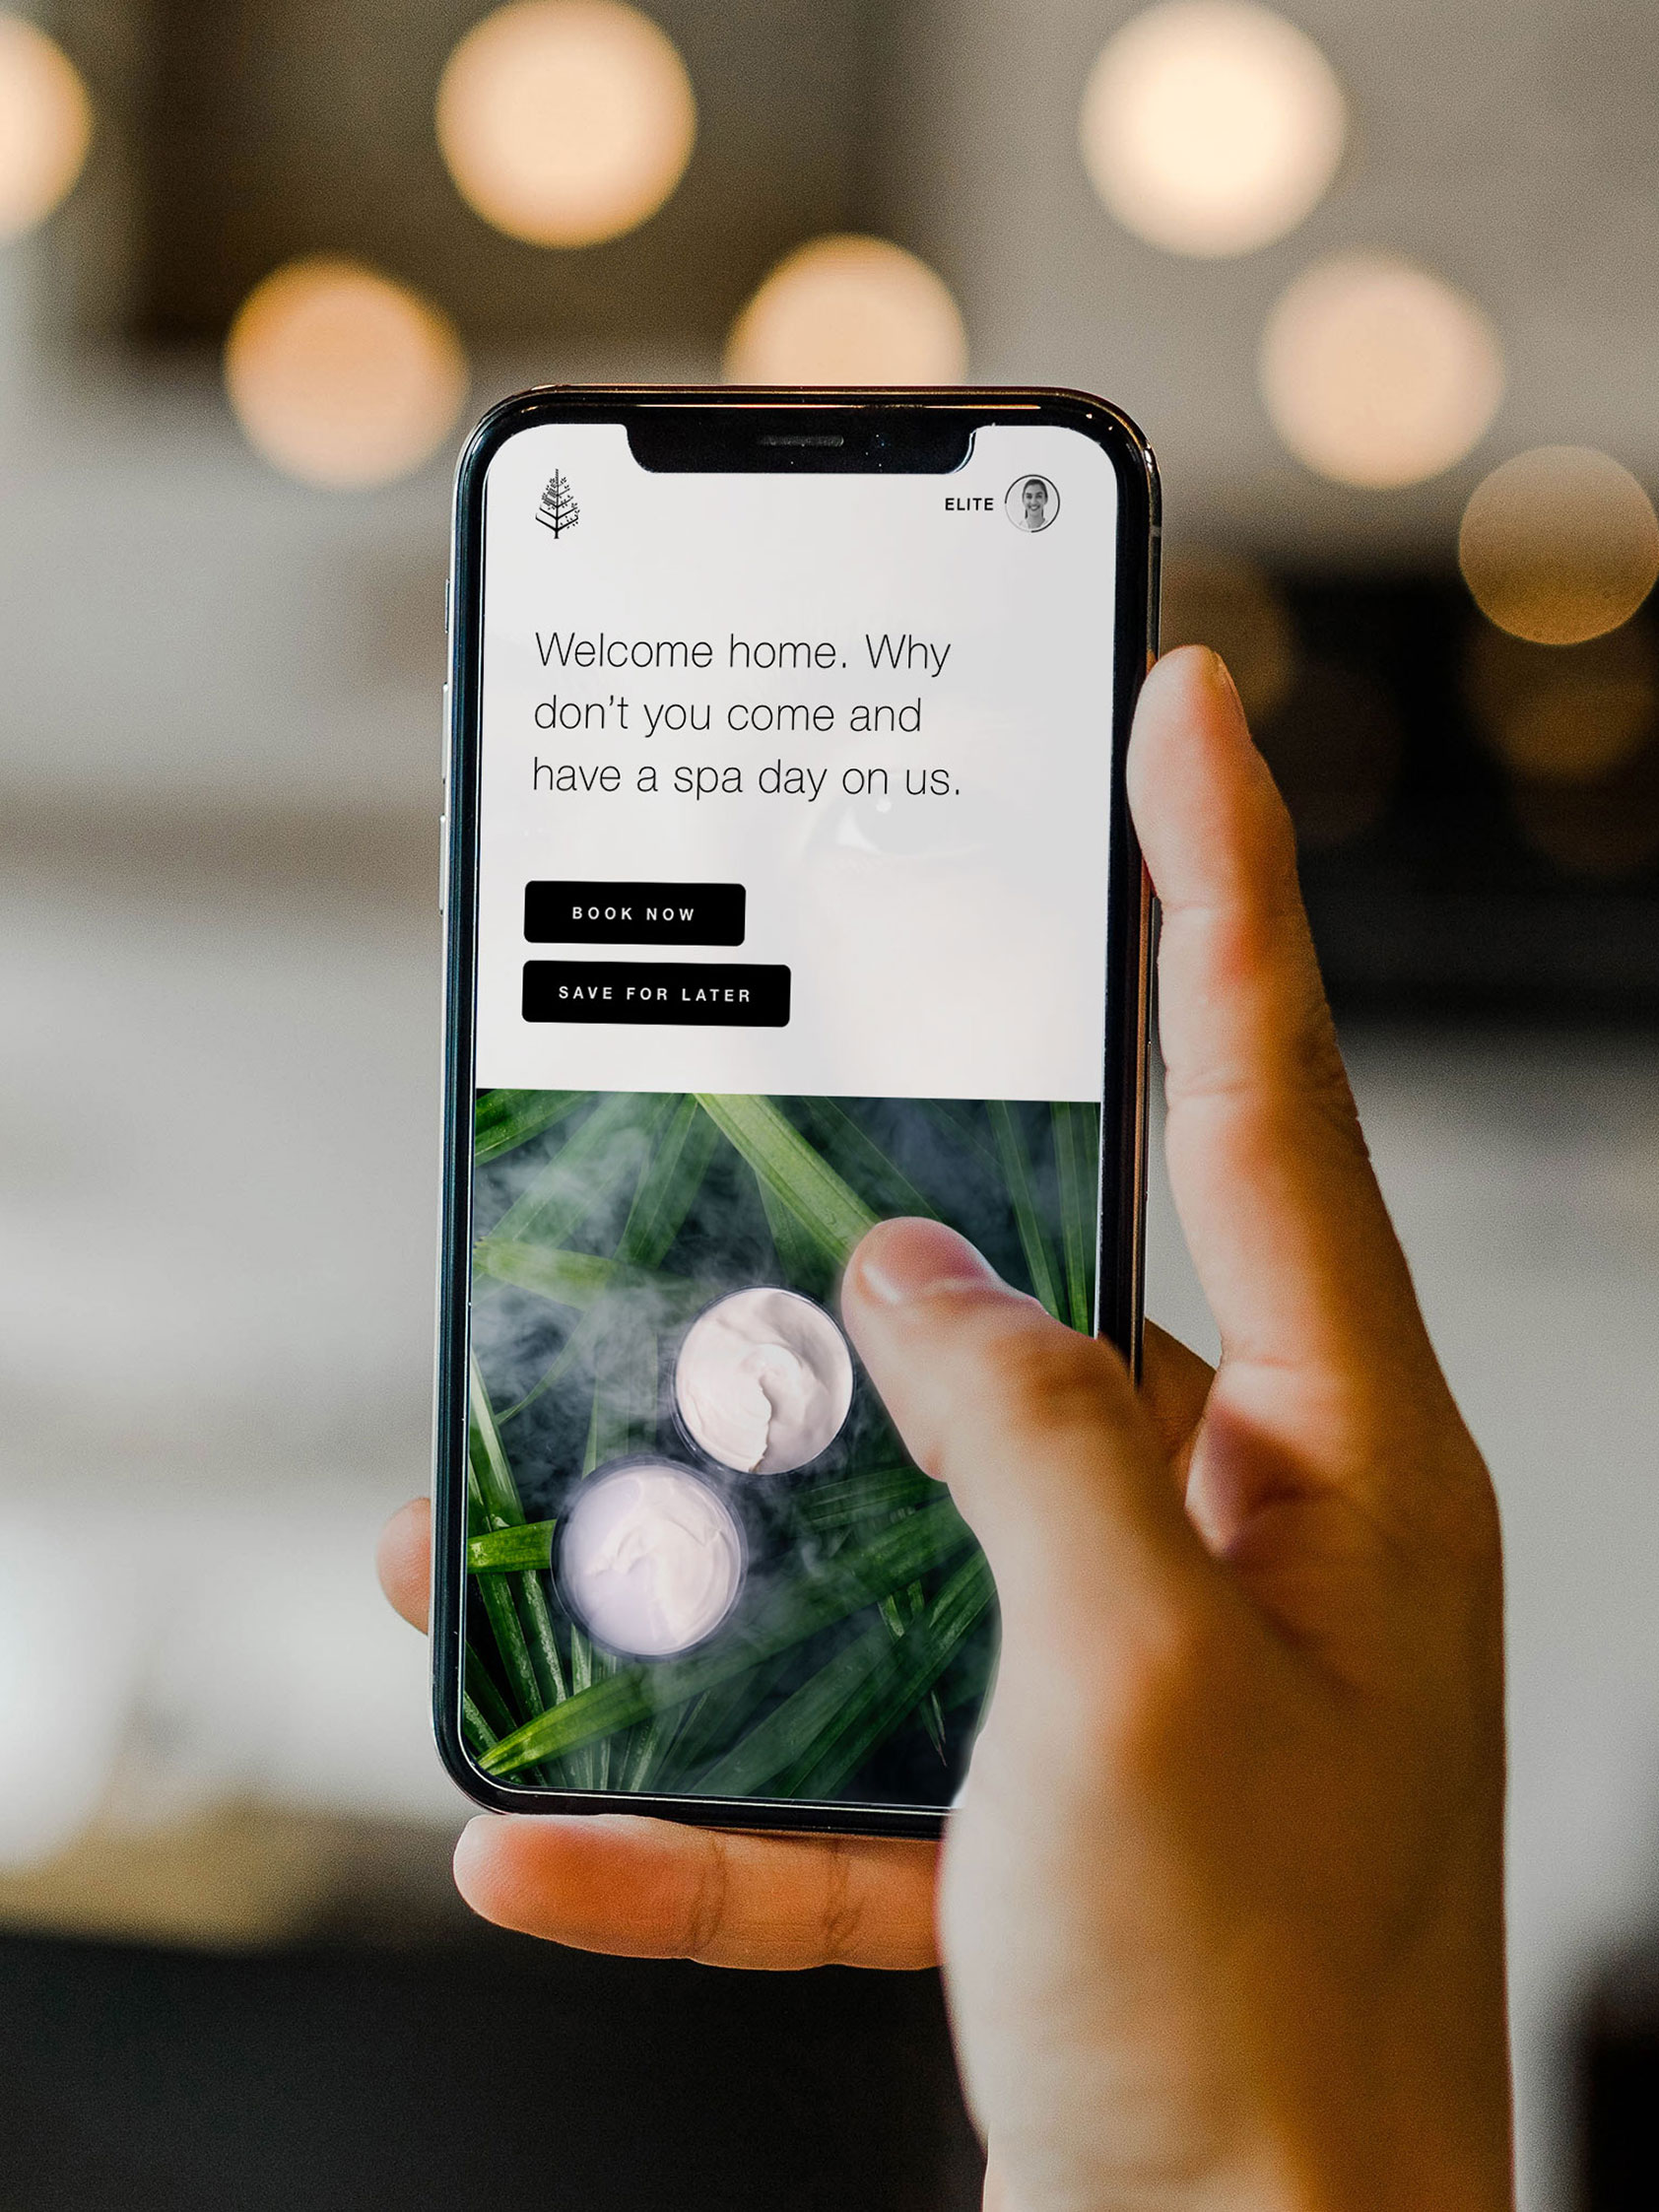 ELITE
Welcome home. Why
don't you come and
have a spa day on us.
BOOK NOW
SAVE FOR LATER